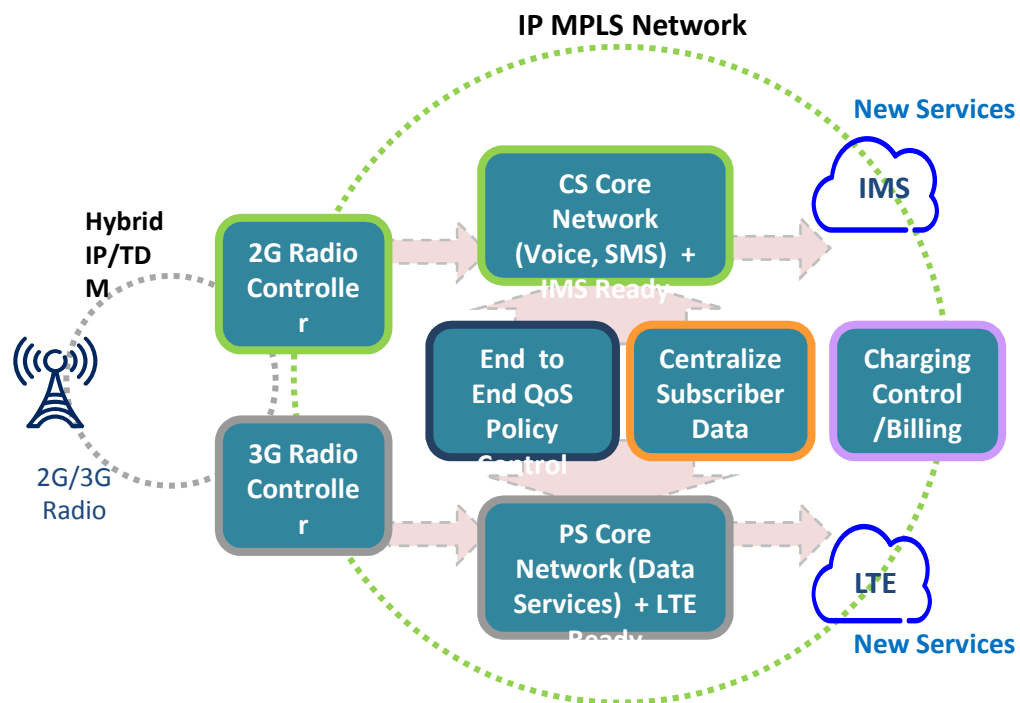 IP MPLS Network
New Services
IMS
CS Core
Network
(Voice, SMS) +
IMS Ready
Hybrid
IP/TD
M
2G Radio
Controlle
r
End to
End QoS
Policy
Control
Centralize
Subscriber
Data
Charging
Control
/Billing
2G/3G
Radio
3G Radio
Controlle
r
PS Core
Network (Data
Services) + LTE
Ready
LTE
New Services